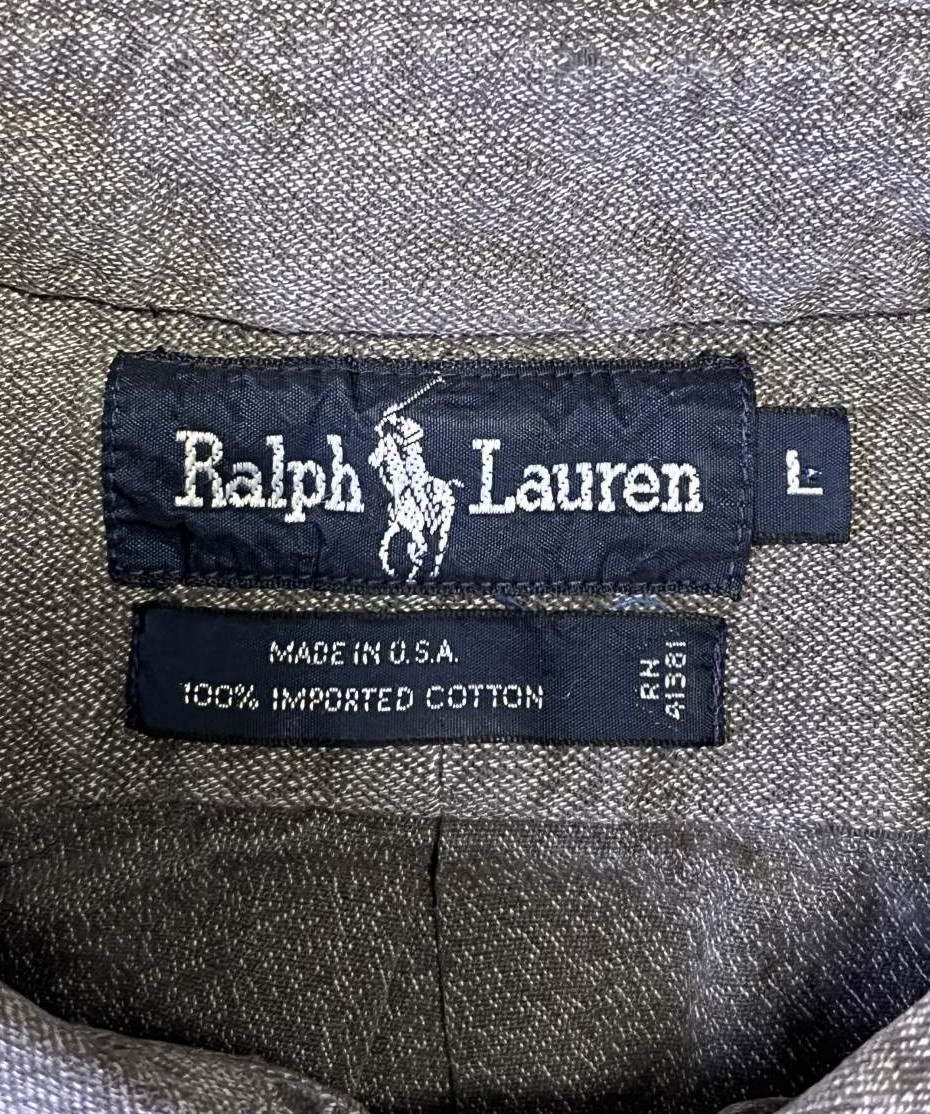 Ralph Lauren
L
MADE IN U.S.A.
100% IMPORTED COTTON
RN
41381